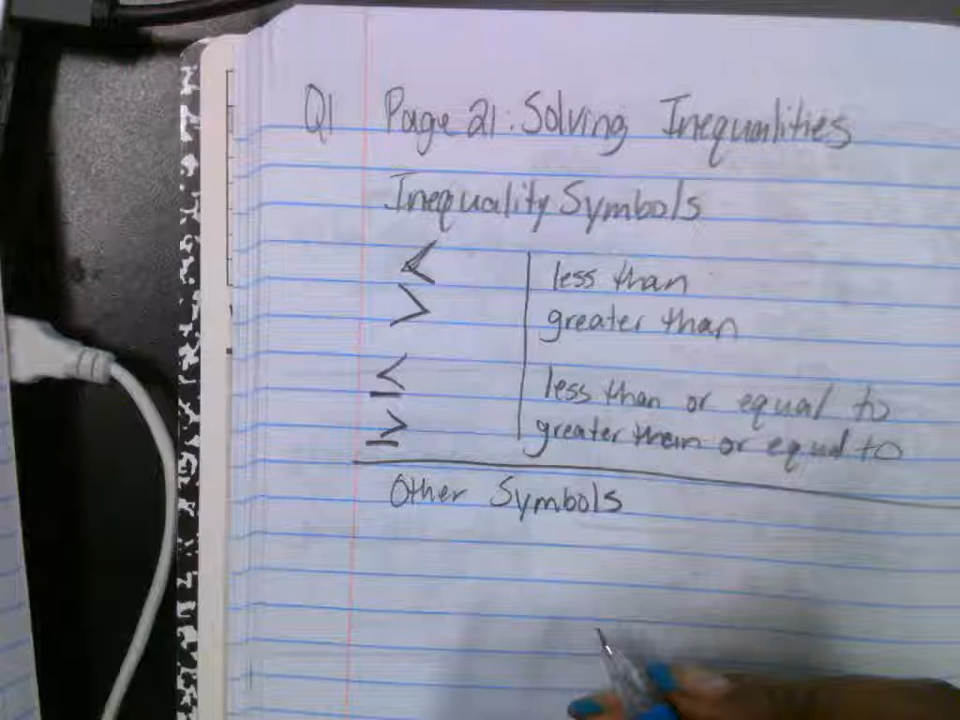 Q1 Page 21: Solving Inequalities
Inequality Symbols
< less than
> greater than
≤ less than or equal to
≥ greater than or equal to
Other Symbols